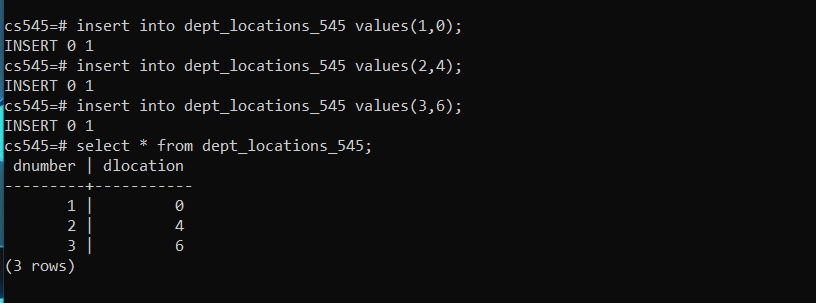 cs545=# insert into dept_locations_545 values(1,0);
INSERT 0 1
cs545=# insert into dept_locations_545 values(2,4);
INSERT 0 1
cs545=# insert into dept_locations_545 values(3,6);
INSERT 0 1
cs545=# select * from dept_locations_545;
 dnumber | dlocation
---------+-----------
       1 |         0
       2 |         4
       3 |         6
(3 rows)